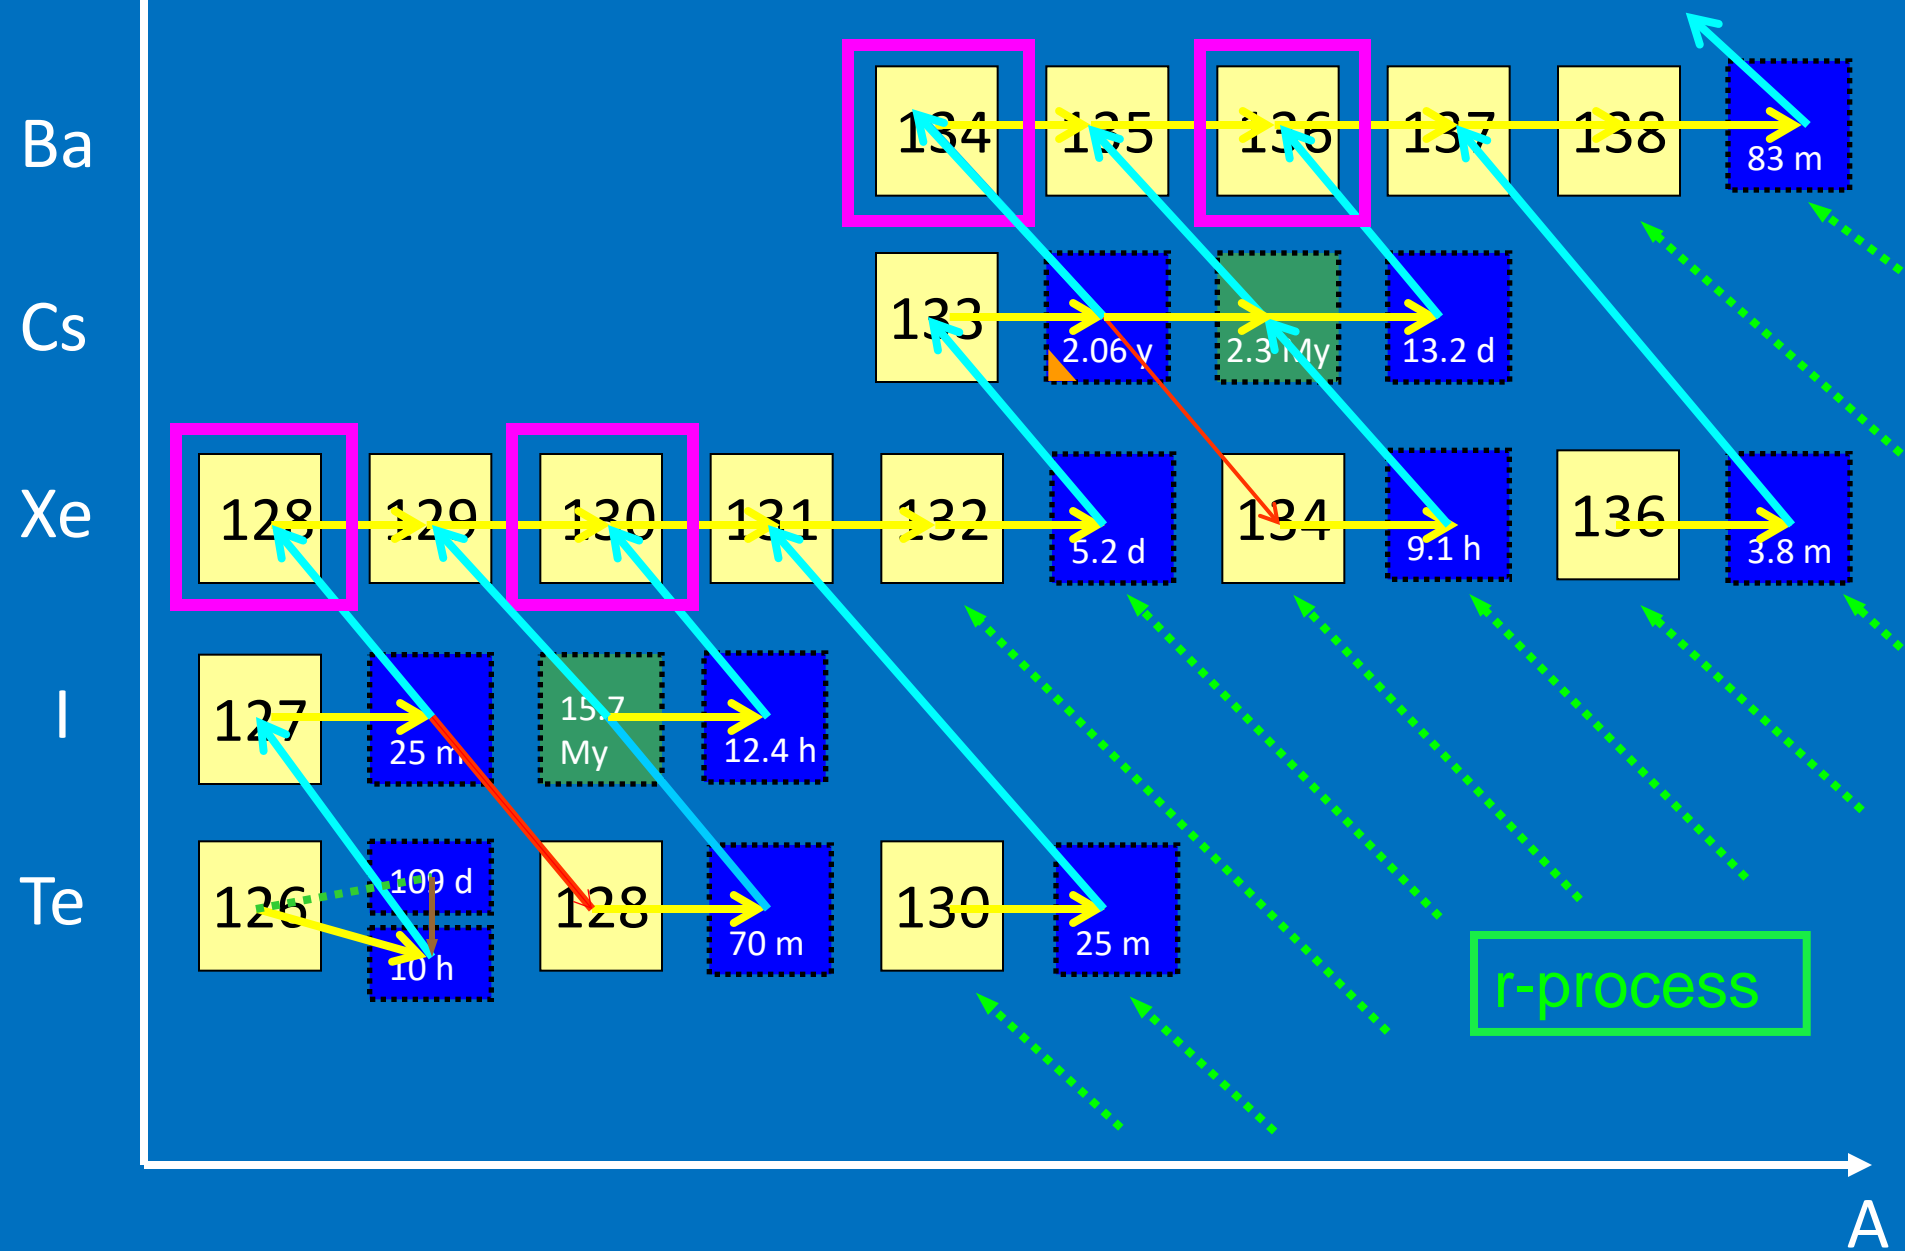 Ba
134 135 136 137 138
83 m
Cs
133
2.06 y 2.3 My 13.2 d
Xe
128 129 130 131 132 134 136
5.2 d 9.1 h 3.8 m
I
127
25 m
15.7
My
12.4 h
Te
126 128 130
109 d
10 h
70 m 25 m
r-process
A